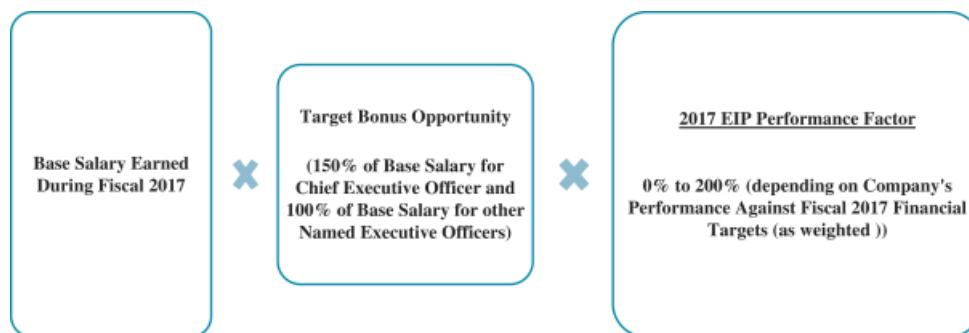 Base Salary Earned
During Fiscal 2017
Target Bonus Opportunity
(150% of Base Salary for
Chief Executive Officer and
100% of Base Salary for other
Named Executive Officers)
2017 EIP Performance Factor
0% to 200% (depending on Company's
Performance Against Fiscal 2017 Financial
Targets (as weighted ))